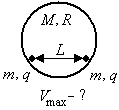 M, R
L
m, q m, q
V_max - ?